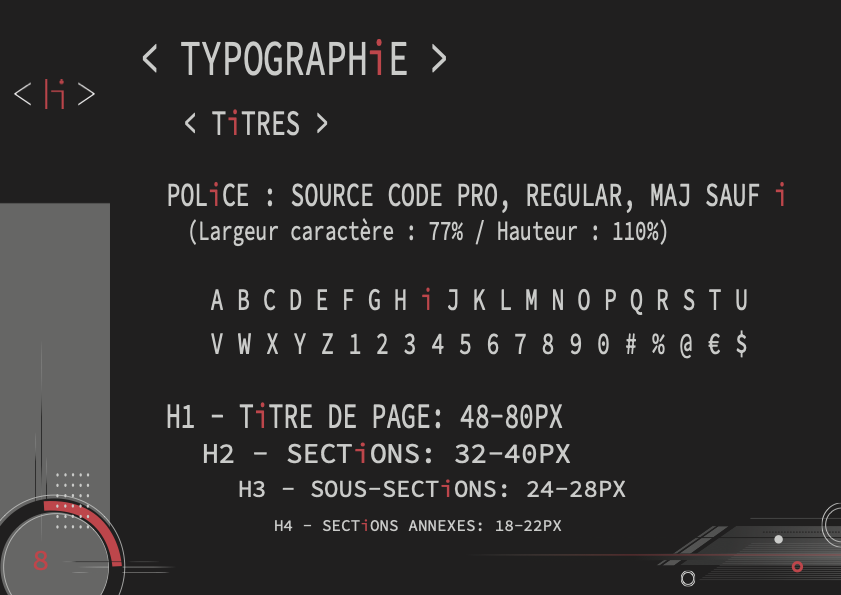 < TYPOGRAPHiE >
< li >
< TiTRES >
POLiCE : SOURCE CODE PRO, REGULAR, MAJ SAUF i
(Largeur caractère : 77% / Hauteur : 110%)
A B C D E F G H i J K L M N O P Q R S T U
V W X Y Z 1 2 3 4 5 6 7 8 9 0 # % @ € $
H1 - TiTRE DE PAGE: 48-80PX
H2 - SECTiONS: 32-40PX
H3 - SOUS-SECTiONS: 24-28PX
H4 - SECTiONS ANNEXES: 18-22PX
8